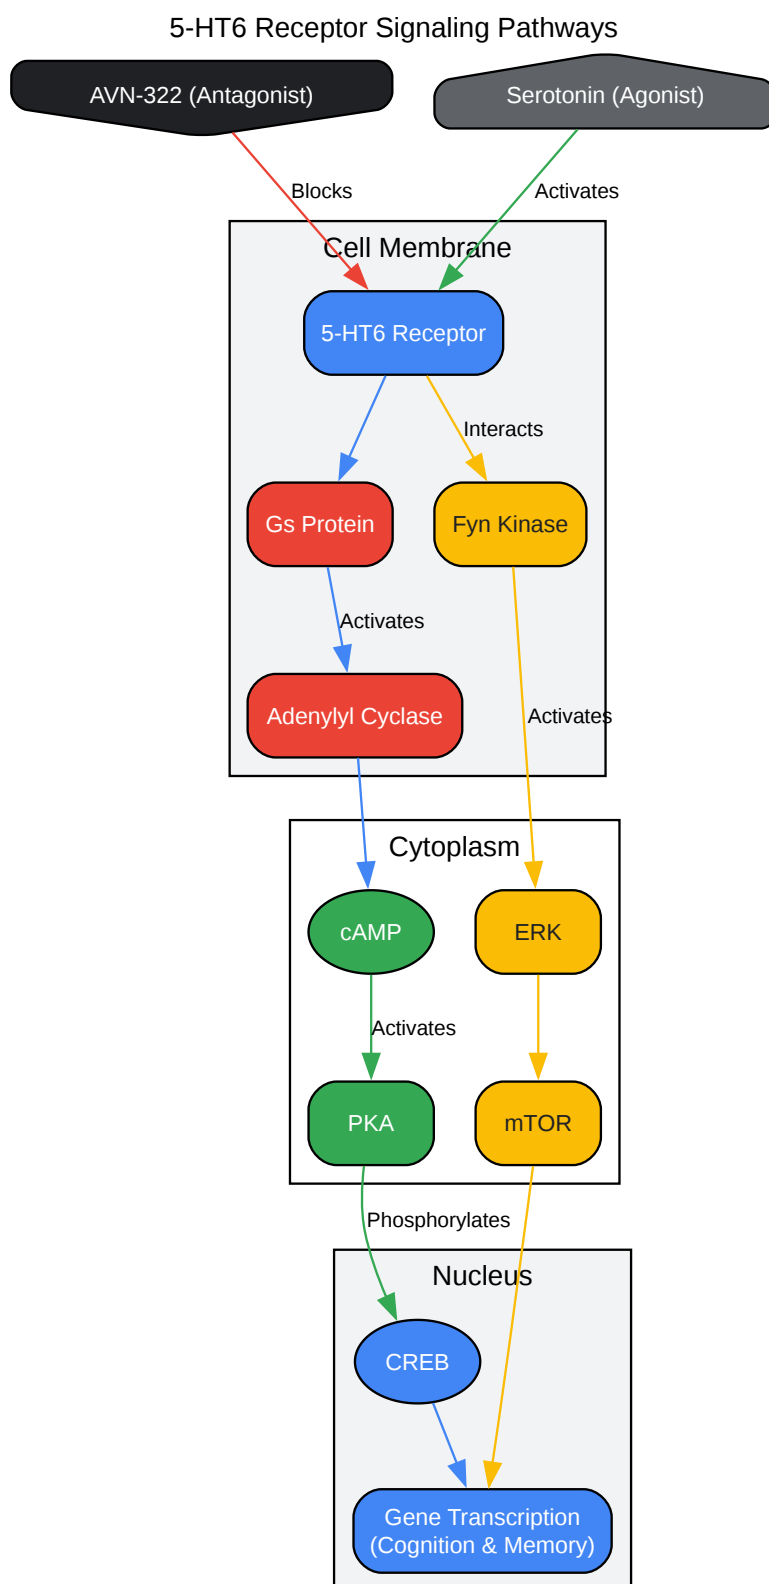 5-HT6 Receptor Signaling Pathways
AVN-322 (Antagonist)
Serotonin (Agonist)
Blocks
Activates
Cell Membrane
5-HT6 Receptor
Interacts
Gs Protein
Fyn Kinase
Activates
Adenylyl Cyclase
Activates
Cytoplasm
cAMP
ERK
Activates
PKA
mTOR
Phosphorylates
Nucleus
CREB
Gene Transcription
(Cognition & Memory)